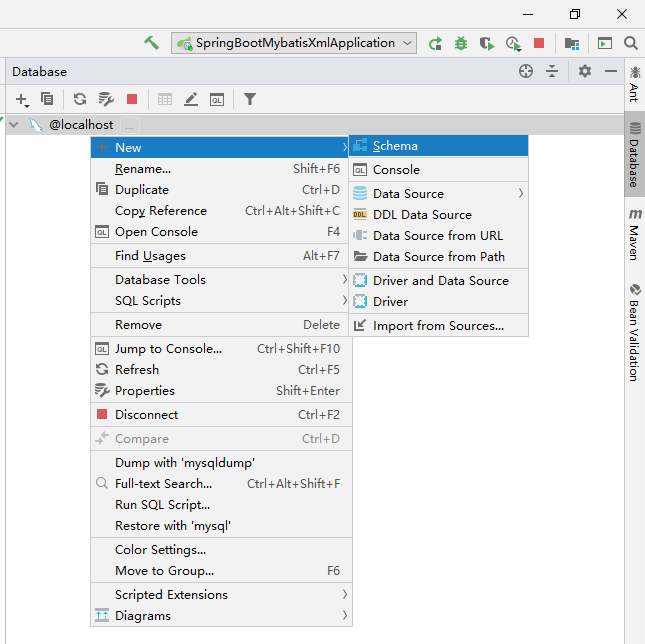 SpringBootMybatisXmlApplication
Database
@localhost ...
New
Rename... Shift+F6
Duplicate Ctrl+D
Copy Reference Ctrl+Alt+Shift+C
Open Console F4
Find Usages Alt+F7
Database Tools
SQL Scripts
Remove Delete
Jump to Console... Ctrl+Shift+F10
Refresh Ctrl+F5
Properties Shift+Enter
Disconnect Ctrl+F2
Compare Ctrl+D
Dump with 'mysqldump'
Full-text Search... Ctrl+Alt+Shift+F
Run SQL Script...
Restore with 'mysql'
Color Settings...
Move to Group... F6
Scripted Extensions
Diagrams
Schema
QL Console
Data Source
DDL Data Source
Data Source from URL
Data Source from Path
Driver and Data Source
Driver
Import from Sources...
Ant
Database
m Maven
Bean Validation